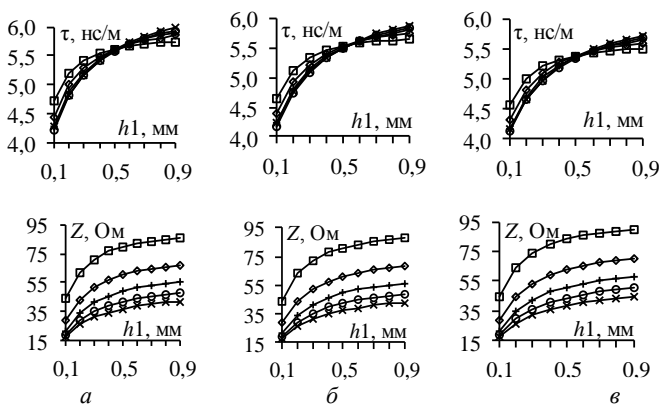 τ, нс/м τ, нс/м τ, нс/м
6,0 6,0 6,0
5,5 5,5 5,5
5,0 5,0 5,0
4,5 4,5 4,5
h1, мм h1, мм h1, мм
4,0 4,0 4,0
0,1 0,5 0,9 0,1 0,5 0,9 0,1 0,5 0,9
95 95 95
Z, Ом Z, Ом Z, Ом
75 75 75
55 55 55
35 35 35
h1, мм h1, мм h1, мм
15 15 15
0,1 0,5 0,9 0,1 0,5 0,9 0,1 0.5 0.9
а б в